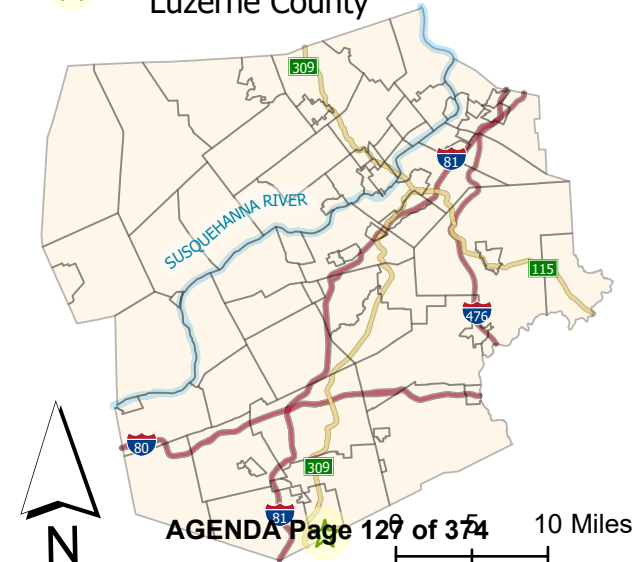 Luzerne County
309
81
SUSQUEHANNA RIVER
115
476
80
309
81
AGENDA Page 127 of 374
0 5 10 Miles
N